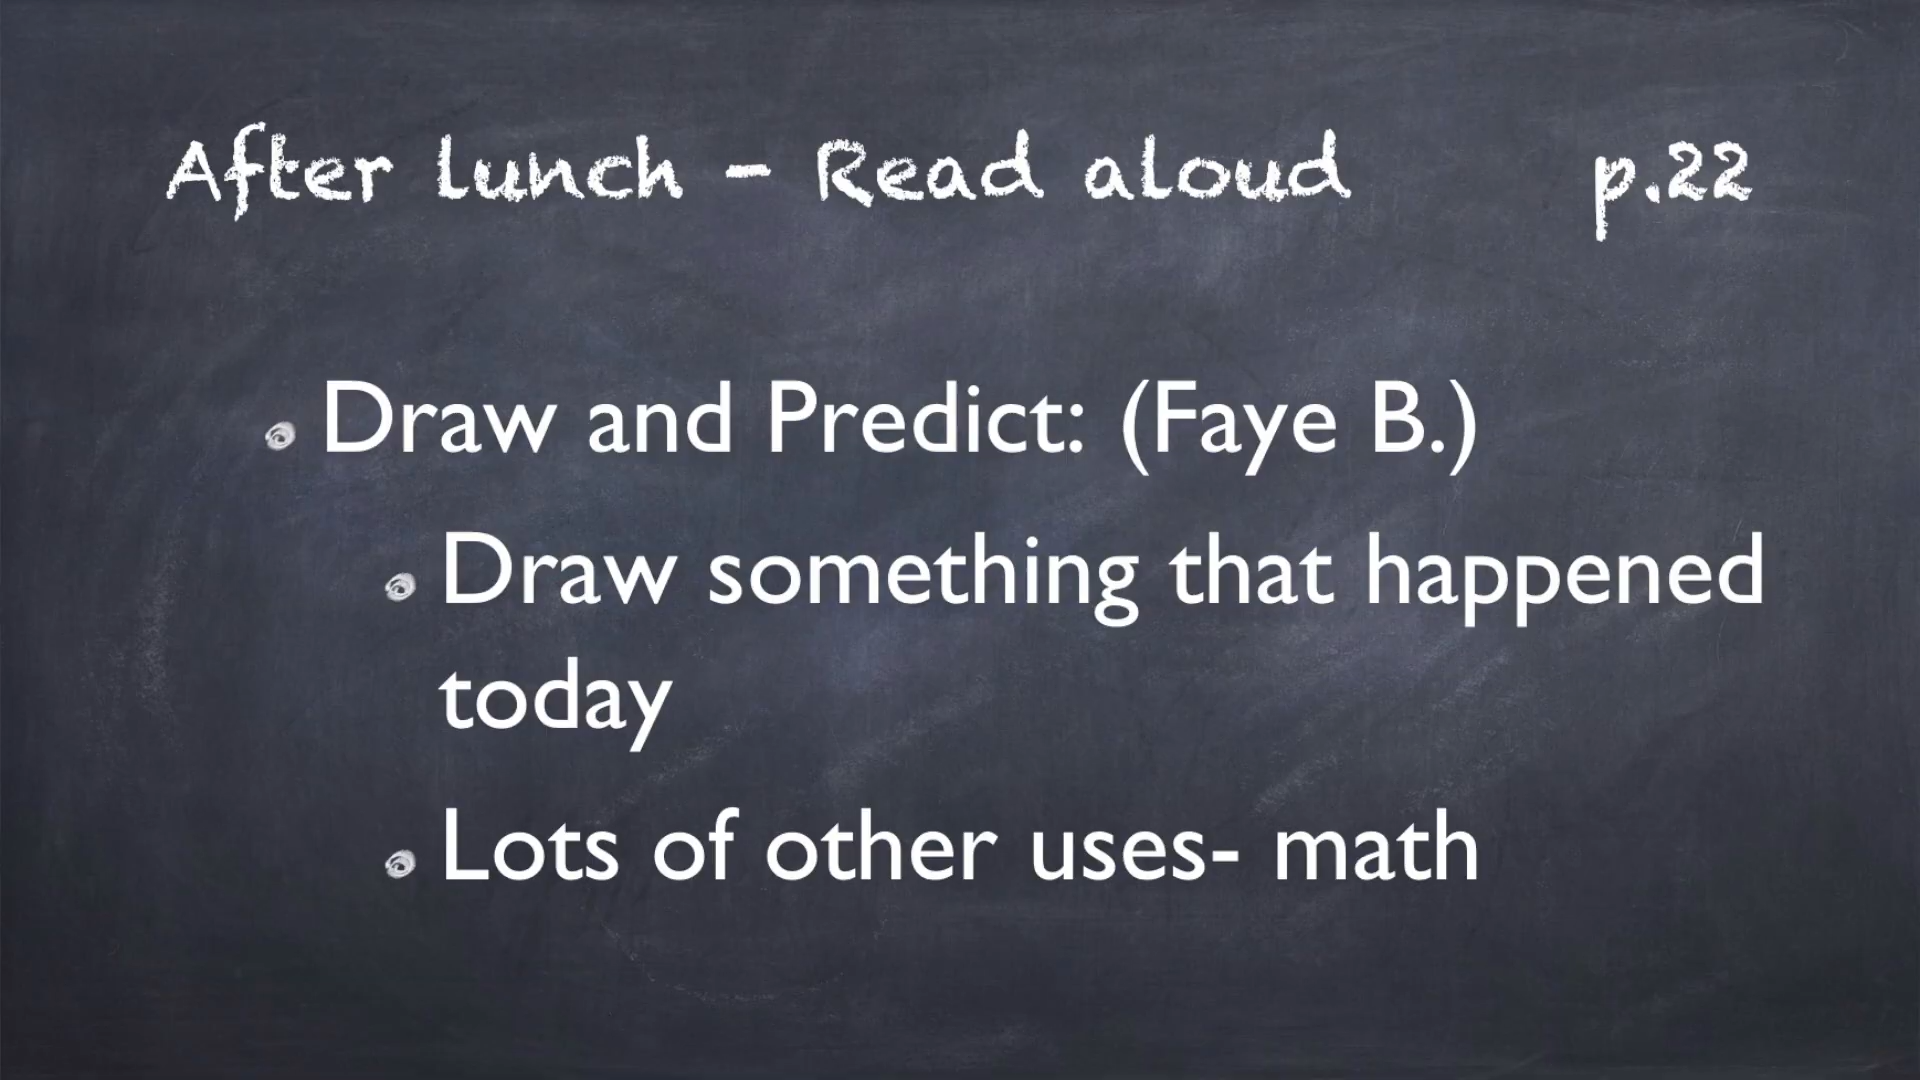 After lunch - Read aloud p.22
Draw and Predict: (Faye B.)
Draw something that happened
today
Lots of other uses- math